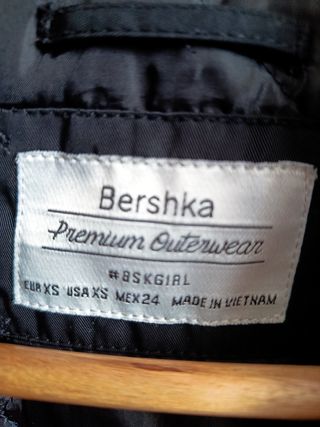 Bershka
Premium Outerwear
#BSKGIRL
EUR XS USA XS MEX 24 MADE IN VIETNAM